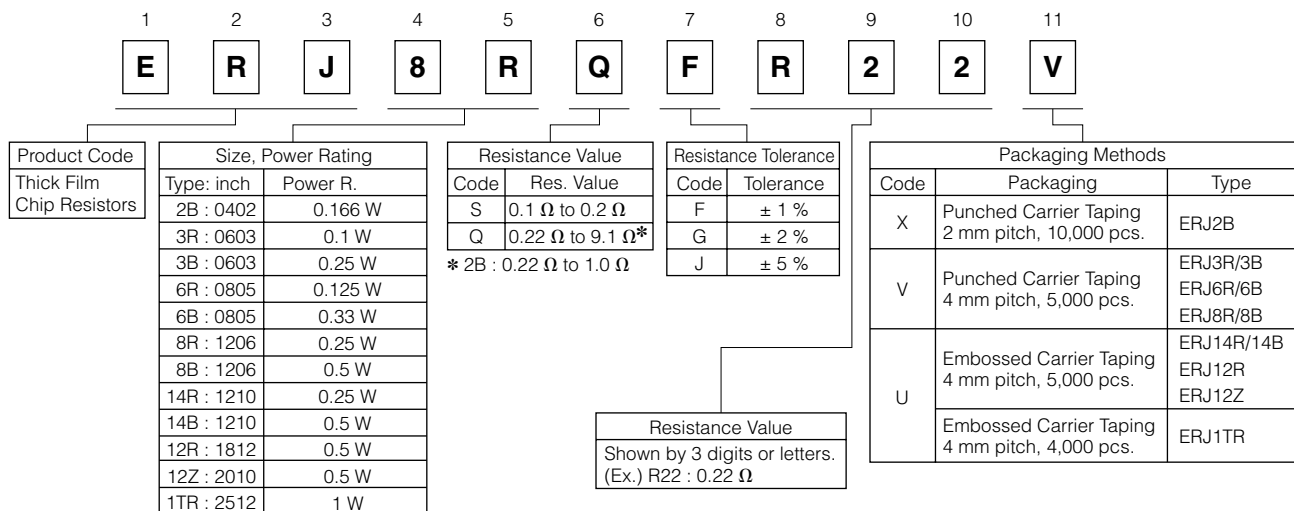 1 2 3 4 5 6 7 8 9 10 11
E R J 8 R Q F R 2 2 V
Product Code
Thick Film
Chip Resistors
Size, Power Rating
Type: inch Power R.
2B : 0402 0.166 W
3R : 0603 0.1 W
3B : 0603 0.25 W
6R : 0805 0.125 W
6B : 0805 0.33 W
8R : 1206 0.25 W
8B : 1206 0.5 W
14R : 1210 0.25 W
14B : 1210 0.5 W
12R : 1812 0.5 W
12Z : 2010 0.5 W
1TR : 2512 1 W
Resistance Value
Code Res. Value
S 0.1 Ω to 0.2 Ω
Q 0.22 Ω to 9.1 Ω*
* 2B : 0.22 Ω to 1.0 Ω
Resistance Tolerance
Code Tolerance
F ± 1 %
G ± 2 %
J ± 5 %
Resistance Value
Shown by 3 digits or letters.
(Ex.) R22 : 0.22 Ω
Packaging Methods
Code Packaging Type
X Punched Carrier Taping
2 mm pitch, 10,000 pcs.
ERJ2B
V Punched Carrier Taping
4 mm pitch, 5,000 pcs.
ERJ3R/3B
ERJ6R/6B
ERJ8R/8B
U Embossed Carrier Taping
4 mm pitch, 5,000 pcs.
ERJ14R/14B
ERJ12R
ERJ12Z
Embossed Carrier Taping
4 mm pitch, 4,000 pcs.
ERJ1TR